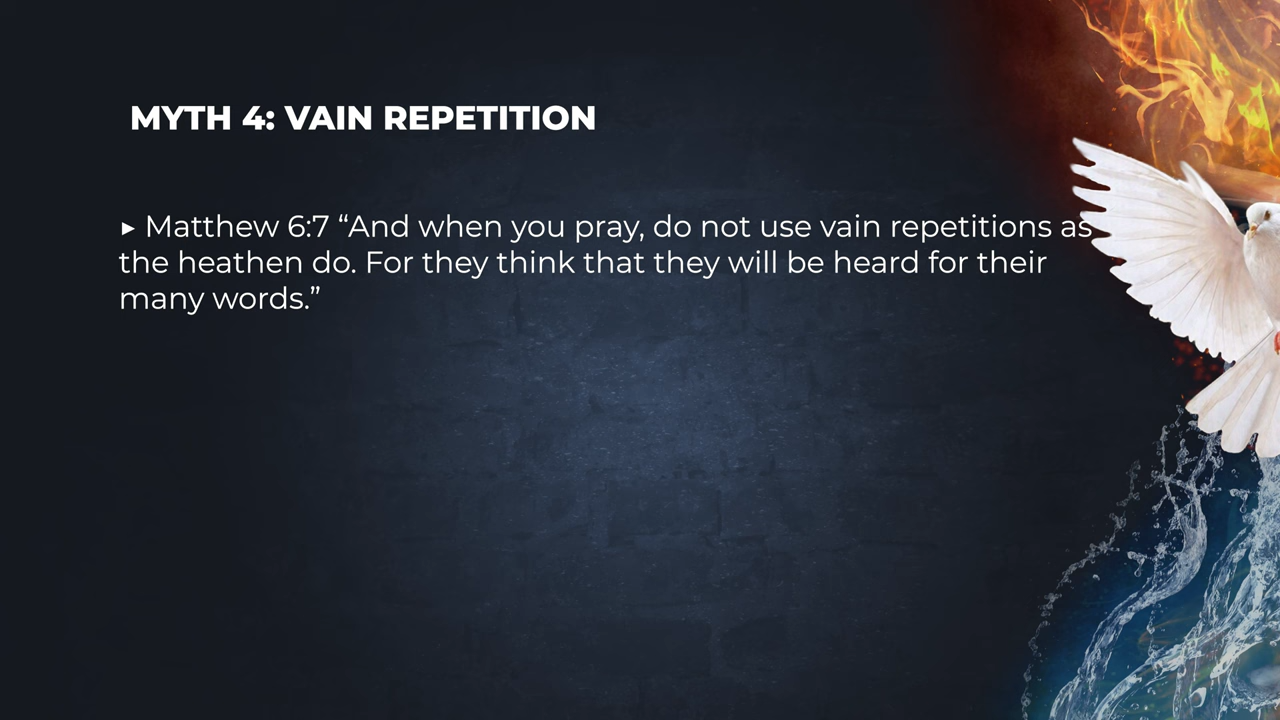 MYTH 4: VAIN REPETITION
▸ Matthew 6:7 “And when you pray, do not use vain repetitions as
the heathen do. For they think that they will be heard for their
many words.”